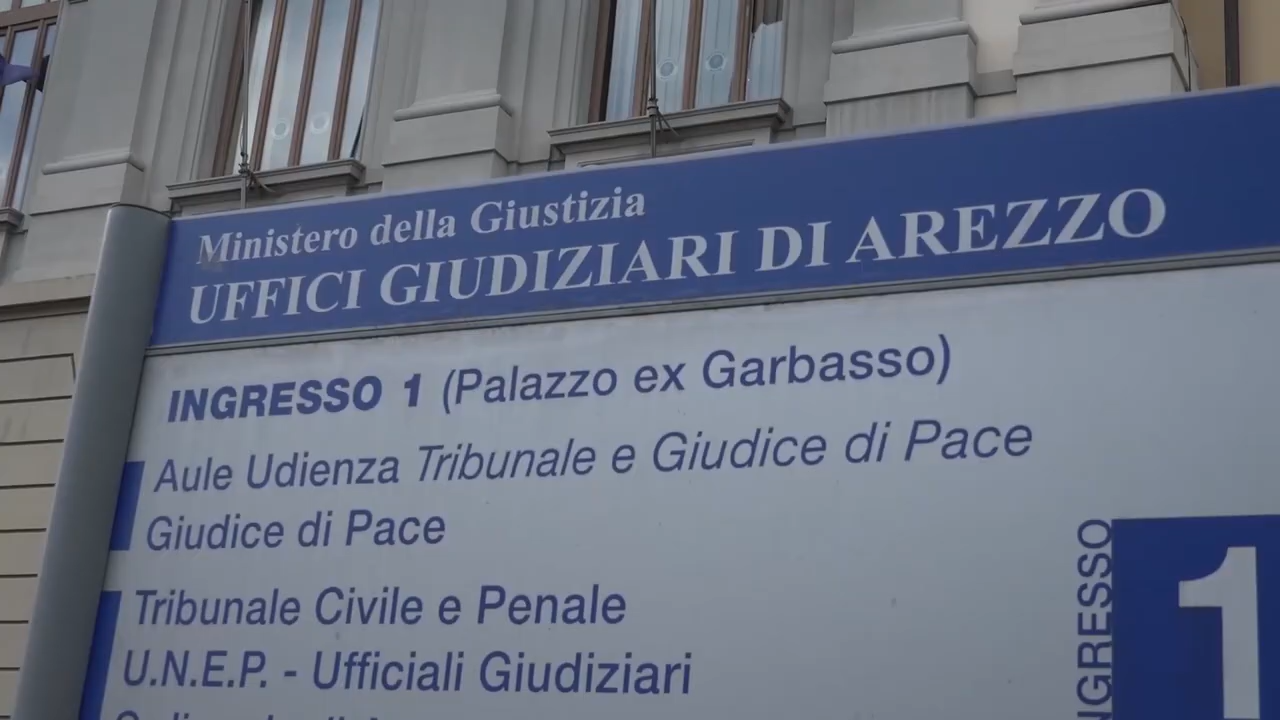 Ministero della Giustizia
UFFICI GIUDIZIARI DI AREZZO
INGRESSO 1 (Palazzo ex Garbasso)
Aule Udienza Tribunale e Giudice di Pace
Giudice di Pace
Tribunale Civile e Penale
U.N.E.P. - Ufficiali Giudiziari
INGRESSO
1